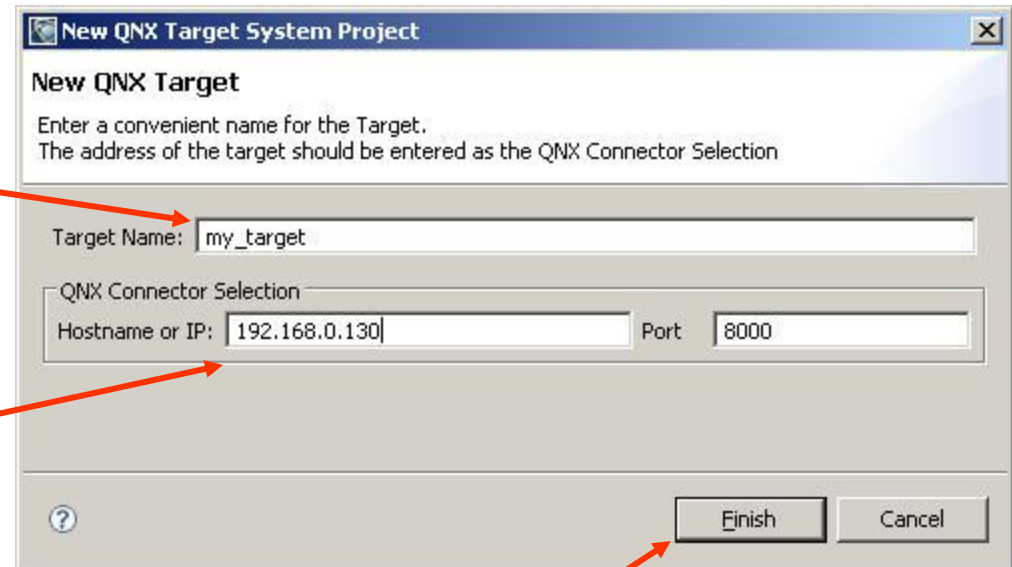 New QNX Target System Project
New QNX Target
Enter a convenient name for the Target.
The address of the target should be entered as the QNX Connector Selection
Target Name: my_target
QNX Connector Selection
Hostname or IP: 192.168.0.130 Port 8000
? Finish Cancel